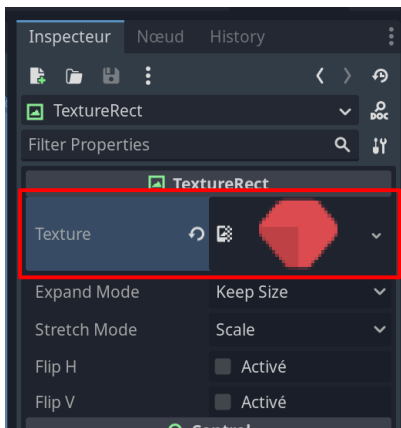 Inspecteur Nœud History
TextureRect
DOC
Filter Properties
TextureRect
Texture
Expand Mode Keep Size
Stretch Mode Scale
Flip H Activé
Flip V Activé
Control